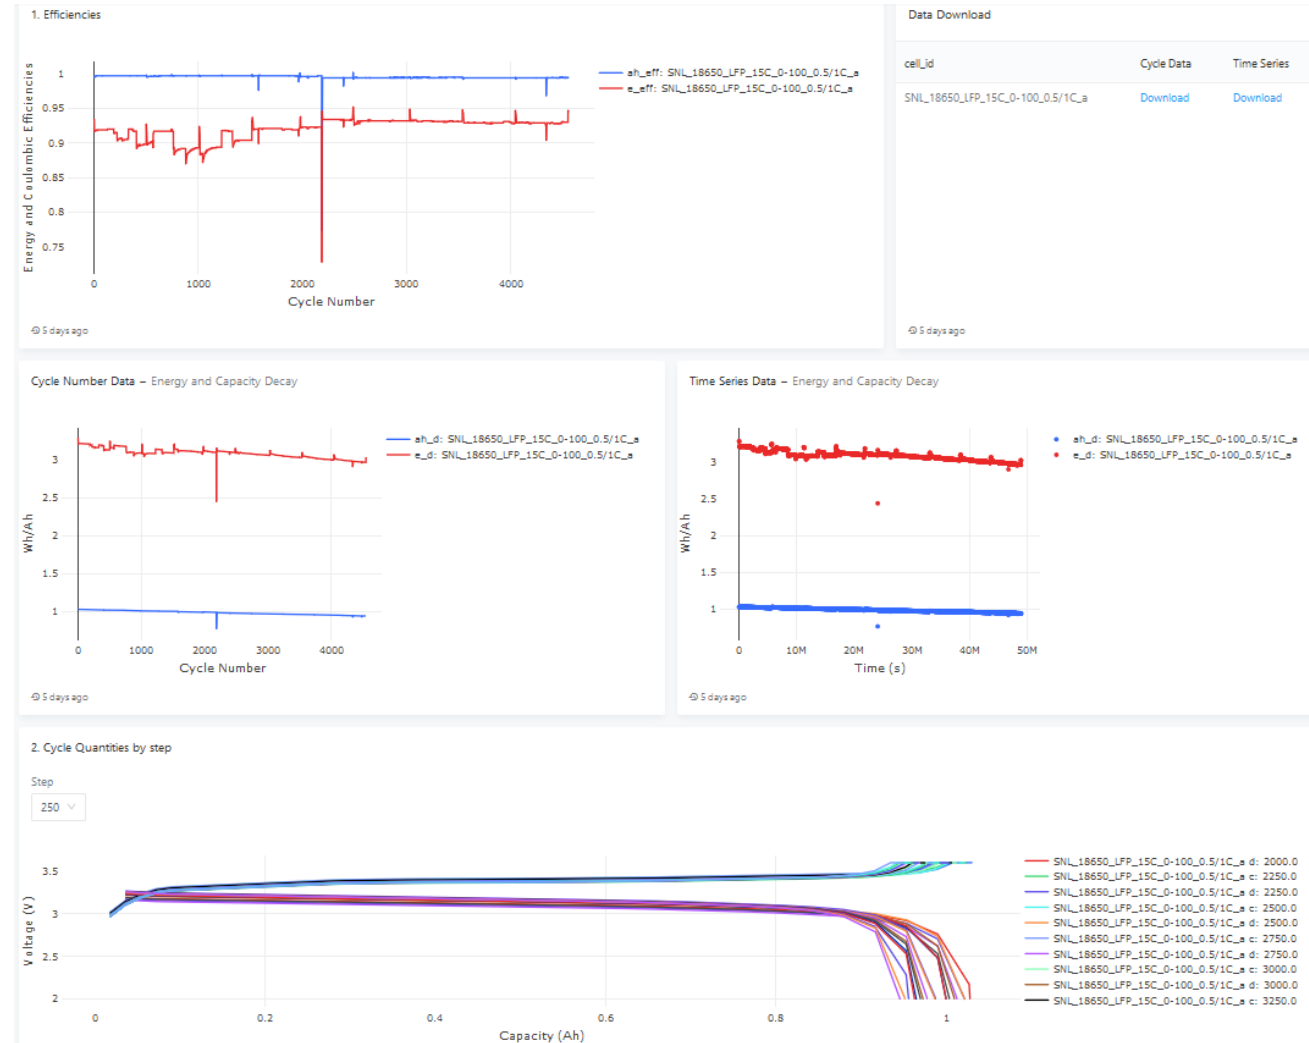 1. Efficiencies
Energy and Coulombic Efficiencies
1
0.95
0.9
0.85
0.8
0.75
0 1000 2000 3000 4000
Cycle Number
ah_eff: SNL_18650_LFP_15C_0-100_0.5/1C_a
e_eff: SNL_18650_LFP_15C_0-100_0.5/1C_a
5 days ago
Data Download
cell_id Cycle Data Time Series
SNL_18650_LFP_15C_0-100_0.5/1C_a Download Download
5 days ago
Cycle Number Data – Energy and Capacity Decay
Wh/Ah
3
2.5
2
1.5
1
0 1000 2000 3000 4000
Cycle Number
ah_d: SNL_18650_LFP_15C_0-100_0.5/1C_a
e_d: SNL_18650_LFP_15C_0-100_0.5/1C_a
5 days ago
Time Series Data – Energy and Capacity Decay
Wh/Ah
3
2.5
2
1.5
1
0 10M 20M 30M 40M 50M
Time (s)
ah_d: SNL_18650_LFP_15C_0-100_0.5/1C_a
e_d: SNL_18650_LFP_15C_0-100_0.5/1C_a
5 days ago
2. Cycle Quantities by step
Step
250
Voltage (V)
3.5
3
2.5
2
0 0.2 0.4 0.6 0.8 1
Capacity (Ah)
SNL_18650_LFP_15C_0-100_0.5/1C_a d: 2000.0
SNL_18650_LFP_15C_0-100_0.5/1C_a c: 2250.0
SNL_18650_LFP_15C_0-100_0.5/1C_a d: 2250.0
SNL_18650_LFP_15C_0-100_0.5/1C_a c: 2500.0
SNL_18650_LFP_15C_0-100_0.5/1C_a d: 2500.0
SNL_18650_LFP_15C_0-100_0.5/1C_a c: 2750.0
SNL_18650_LFP_15C_0-100_0.5/1C_a d: 2750.0
SNL_18650_LFP_15C_0-100_0.5/1C_a c: 3000.0
SNL_18650_LFP_15C_0-100_0.5/1C_a d: 3000.0
SNL_18650_LFP_15C_0-100_0.5/1C_a c: 3250.0